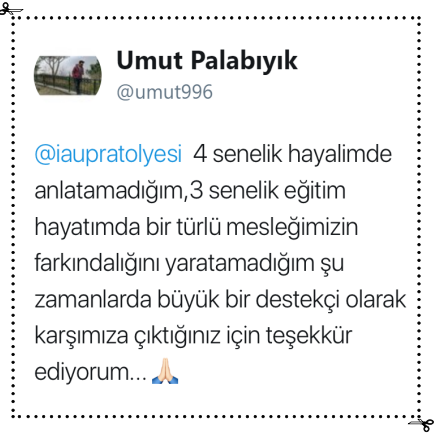 Umut Palabıyık
@umut996
@iaupratolyesi 4 senelik hayalimde
anlatamadığım,3 senelik eğitim
hayatımda bir türlü mesleğimizin
farkındalığını yaratamadığım şu
zamanlarda büyük bir destekçi olarak
karşımıza çıktığınız için teşekkür
ediyorum... 🙏🏻